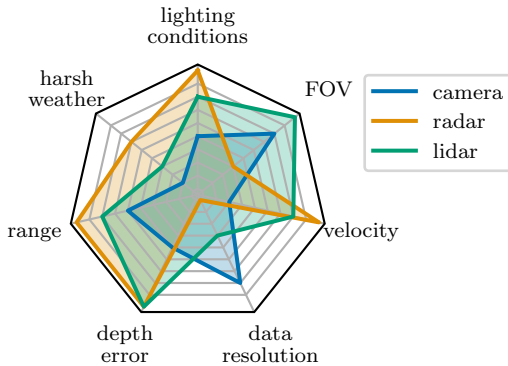 lighting
conditions
harsh
weather
FOV
camera
radar
lidar
range
velocity
depth
error
data
resolution